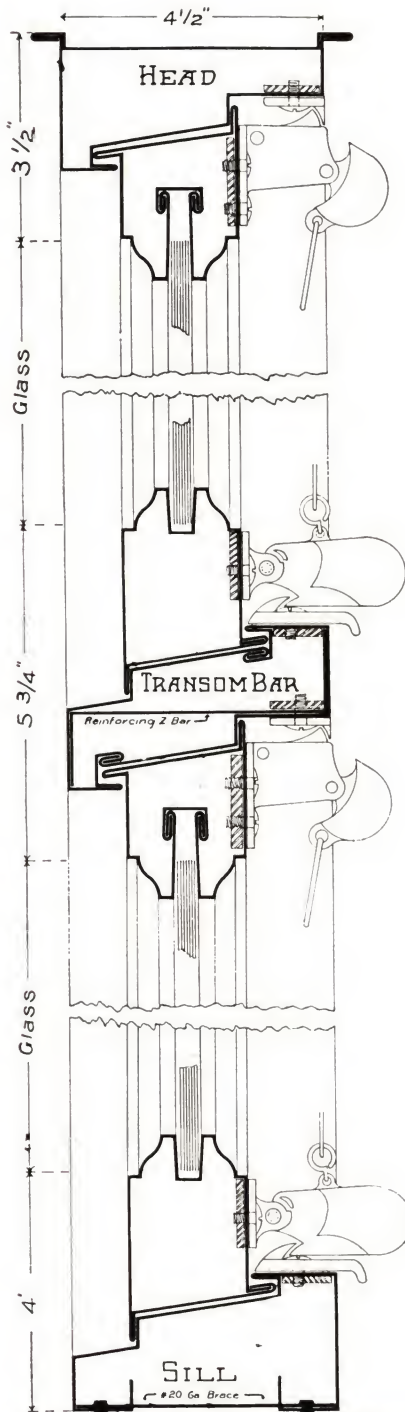 4 1/2"
HEAD
3 1/2"
Glass
5 3/4"
TRANSOM BAR
Reinforcing Z Bar
Glass
4'
SILL
#20 Ga Brace